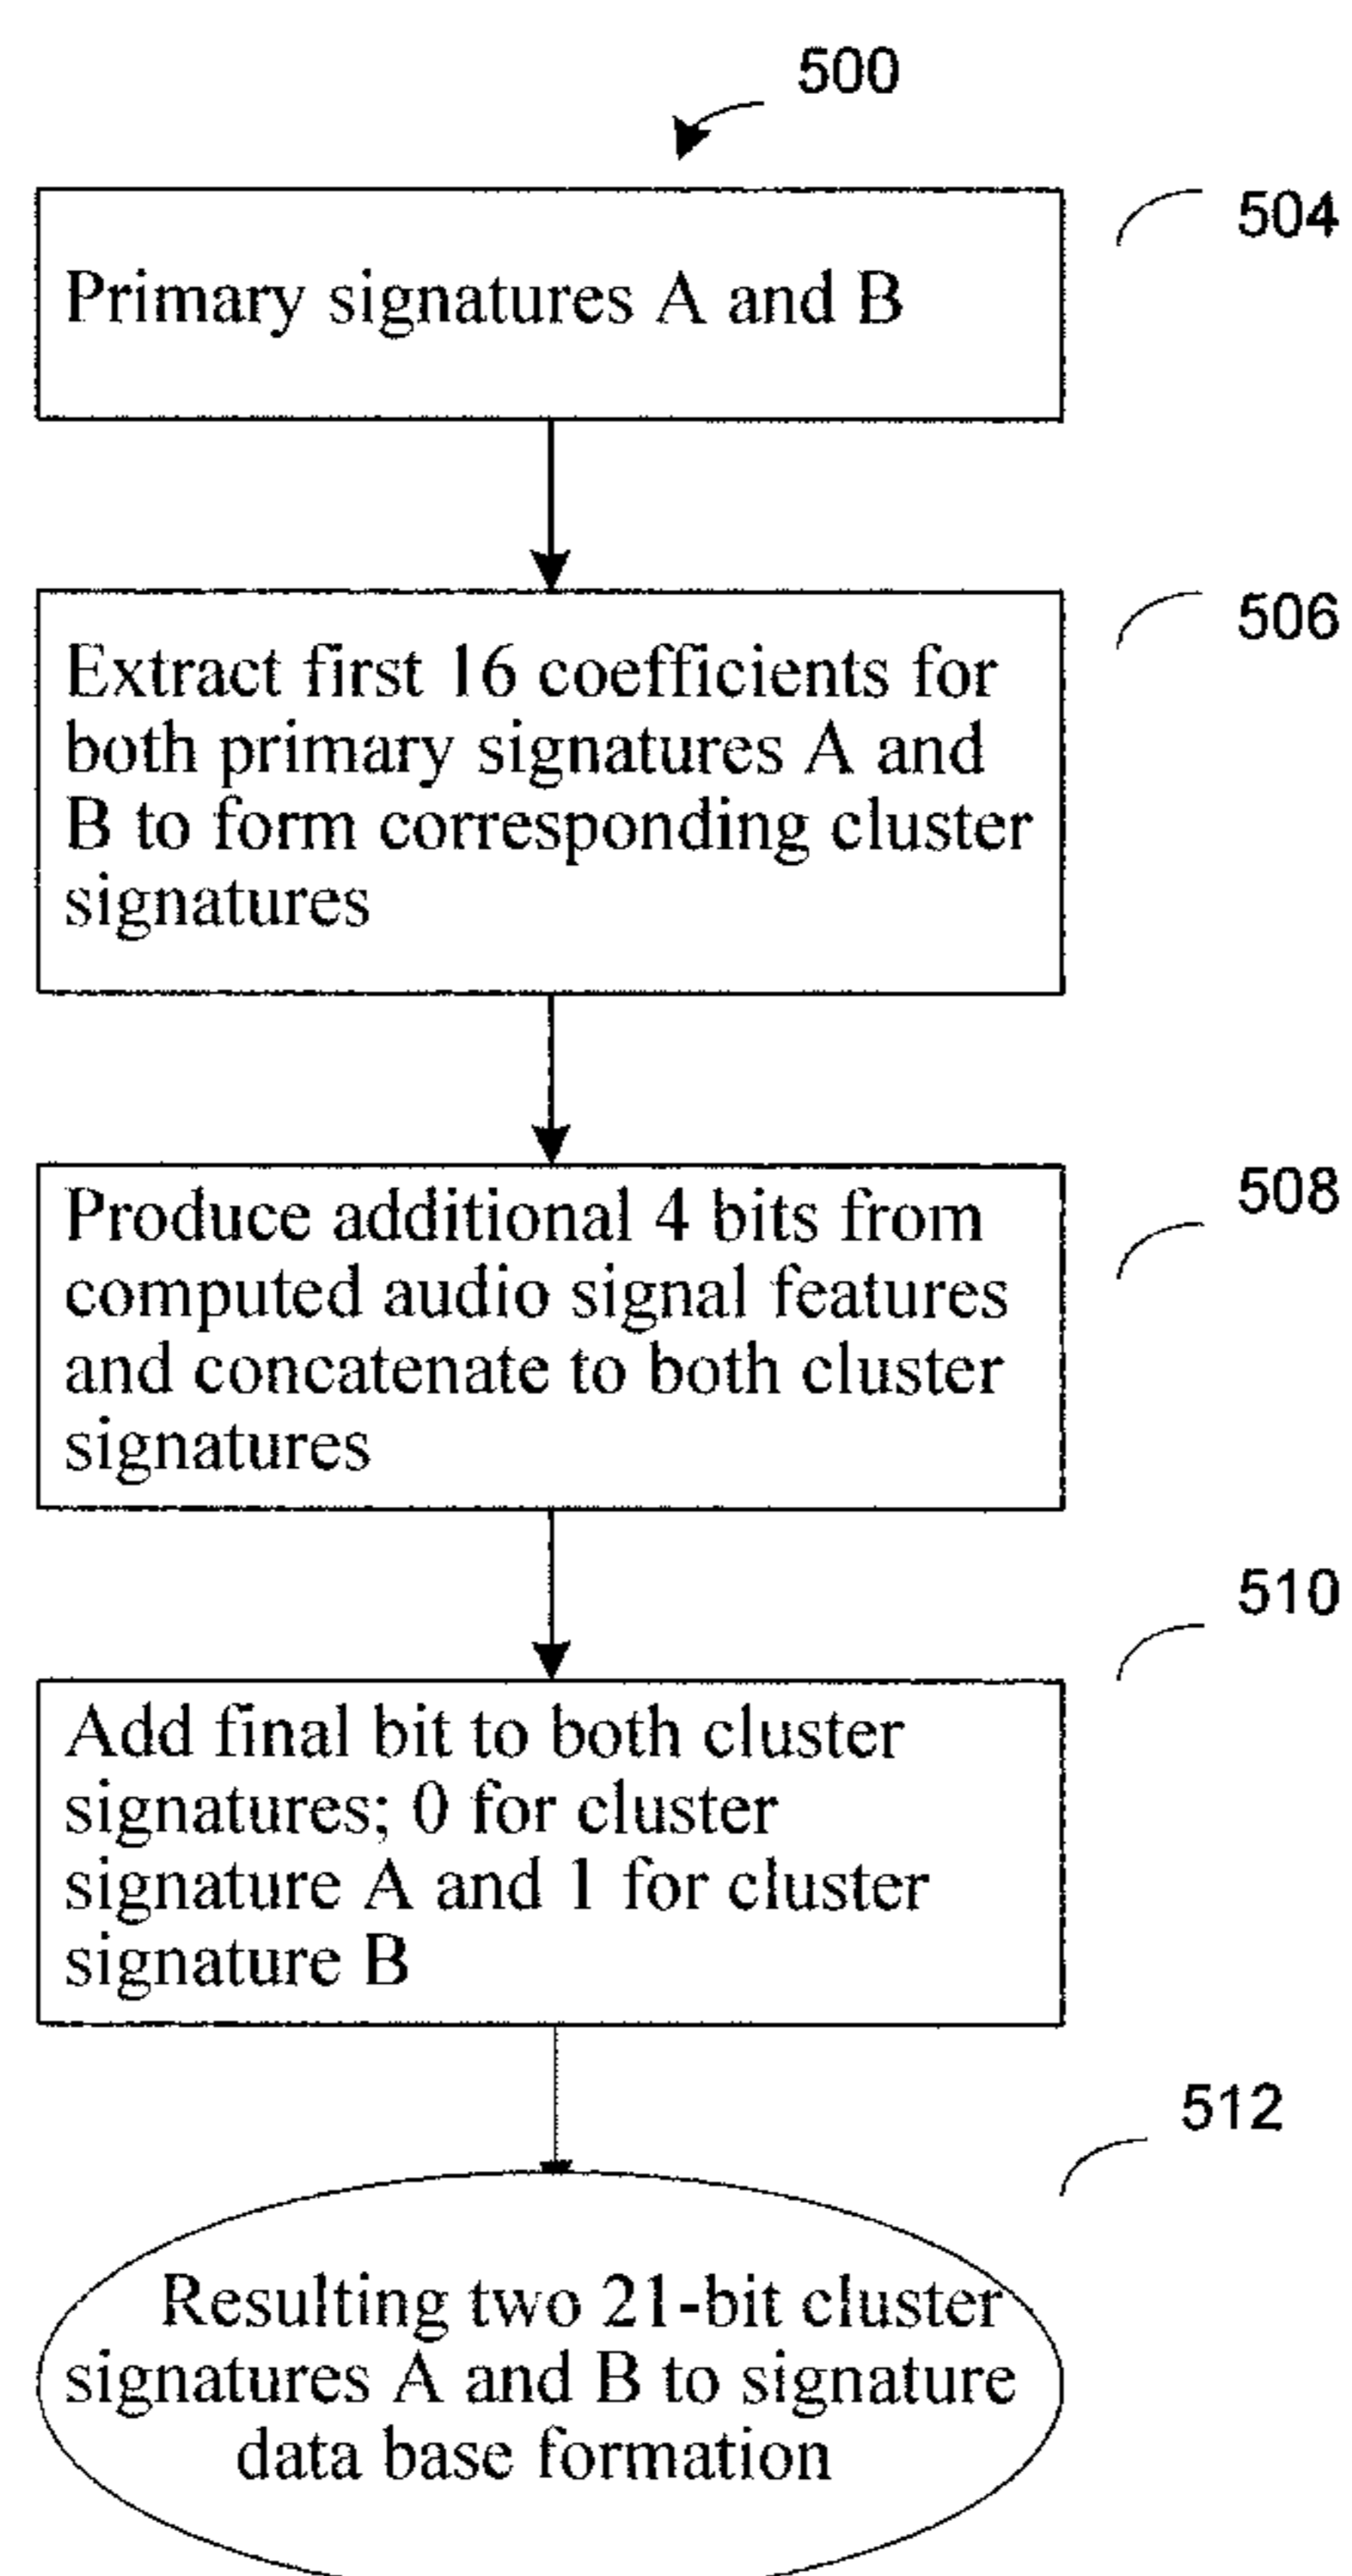 500
504
Primary signatures A and B
506
Extract first 16 coefficients for
both primary signatures A and
B to form corresponding cluster
signatures
508
Produce additional 4 bits from
computed audio signal features
and concatenate to both cluster
signatures
510
Add final bit to both cluster
signatures; 0 for cluster
signature A and 1 for cluster
signature B
512
Resulting two 21-bit cluster
signatures A and B to signature
data base formation